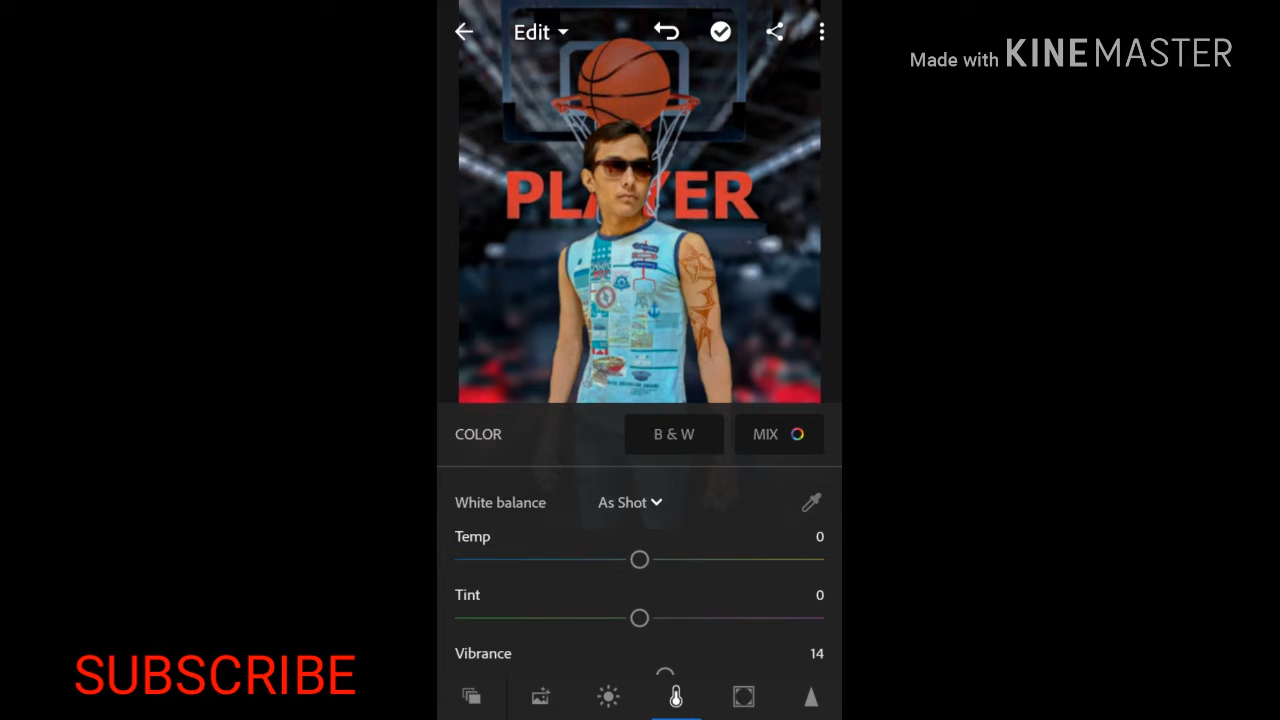 Edit
Made with KINEMASTER
PLAYER
COLOR
B & W
MIX
White balance
As Shot
Temp
0
Tint
0
Vibrance
14
SUBSCRIBE